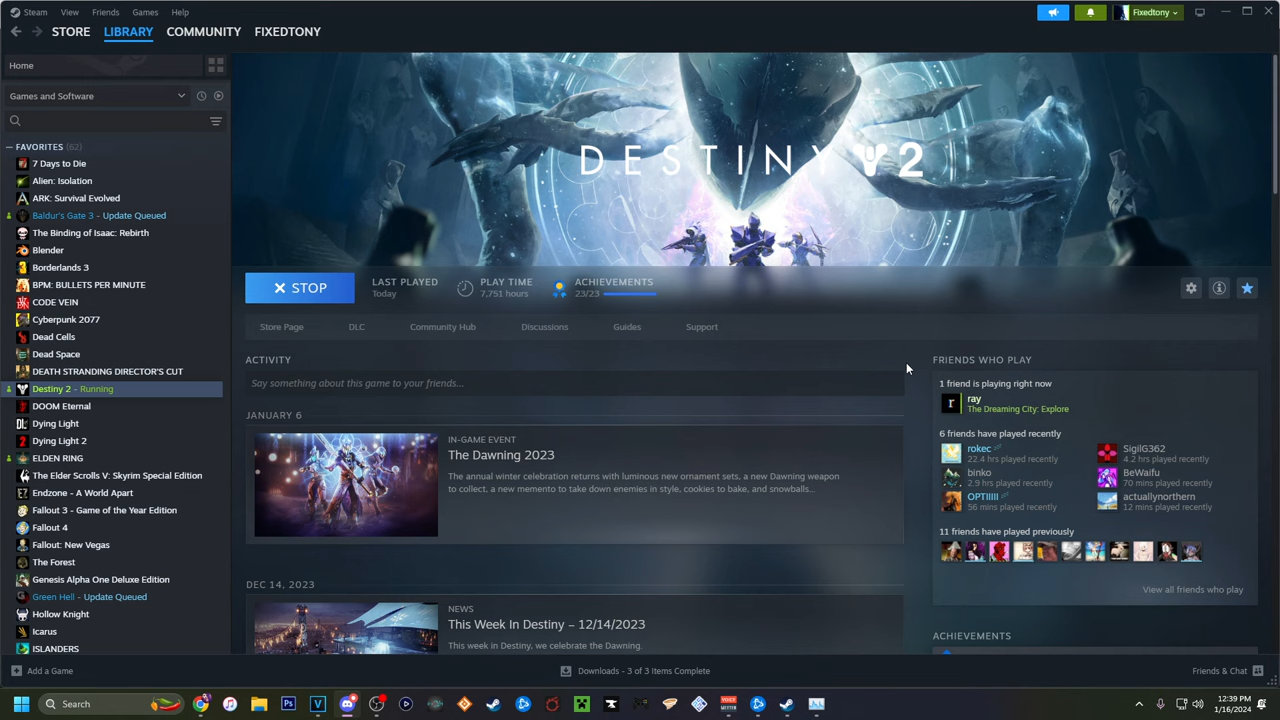 Steam View Friends Games Help Fixedtony
STORE LIBRARY COMMUNITY FIXEDTONY
Home
Games and Software
FAVORITES (62)
7 Days to Die
Alien: Isolation
ARK: Survival Evolved
Baldur's Gate 3 - Update Queued
The Binding of Isaac: Rebirth
Blender
Borderlands 3
BPM: BULLETS PER MINUTE
CODE VEIN
Cyberpunk 2077
Dead Cells
Dead Space
DEATH STRANDING DIRECTOR'S CUT
Destiny 2 - Running
DOOM Eternal
Dying Light
Dying Light 2
ELDEN RING
The Elder Scrolls V: Skyrim Special Edition
Endzone - A World Apart
Fallout 3 - Game of the Year Edition
Fallout 4
Fallout: New Vegas
The Forest
Genesis Alpha One Deluxe Edition
Green Hell - Update Queued
Hollow Knight
Icarus
ISLANDERS
DESTINY 2
STOP
LAST PLAYED
Today
PLAY TIME
7,751 hours
ACHIEVEMENTS
23/23
Store Page DLC Community Hub Discussions Guides Support
ACTIVITY
Say something about this game to your friends...
JANUARY 6
IN-GAME EVENT
The Dawning 2023
The annual winter celebration returns with luminous new ornament sets, a new Dawning weapon
to collect, a new memento to take down enemies in style, cookies to bake, and snowballs...
DEC 14, 2023
NEWS
This Week In Destiny – 12/14/2023
This week in Destiny, we celebrate the Dawning.
FRIENDS WHO PLAY
1 friend is playing right now
r
ray
The Dreaming City: Explore
6 friends have played recently
rokec
22.4 hrs played recently
SigilG362
4.2 hrs played recently
binko
2.9 hrs played recently
BeWaifu
70 mins played recently
OPTIIIII
56 mins played recently
actuallynorthern
12 mins played recently
11 friends have played previously
View all friends who play
ACHIEVEMENTS
Add a Game
Downloads - 3 of 3 Items Complete
Friends & Chat
Search
Ps
V
12:39 PM
1/16/2024